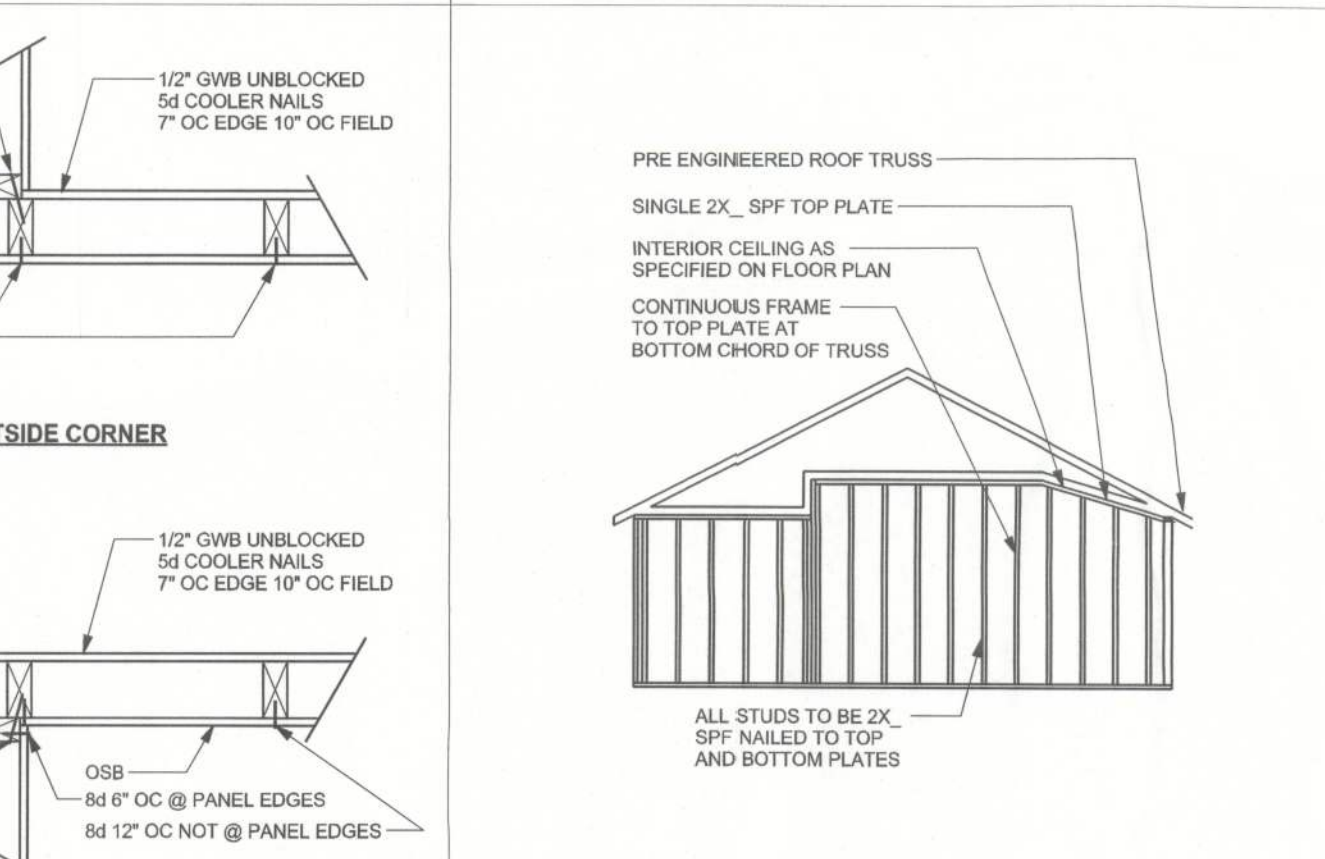 1/2" GWB UNBLOCKED
5d COOLER NAILS
7" OC EDGE 10" OC FIELD
TSIDE CORNER
1/2" GWB UNBLOCKED
5d COOLER NAILS
7" OC EDGE 10" OC FIELD
OSB
8d 6" OC @ PANEL EDGES
8d 12" OC NOT @ PANEL EDGES
PRE ENGINEERED ROOF TRUSS
SINGLE 2X_ SPF TOP PLATE
INTERIOR CEILING AS
SPECIFIED ON FLOOR PLAN
CONTINUOUS FRAME
TO TOP PLATE AT
BOTTOM CHORD OF TRUSS
ALL STUDS TO BE 2X_
SPF NAILED TO TOP
AND BOTTOM PLATES